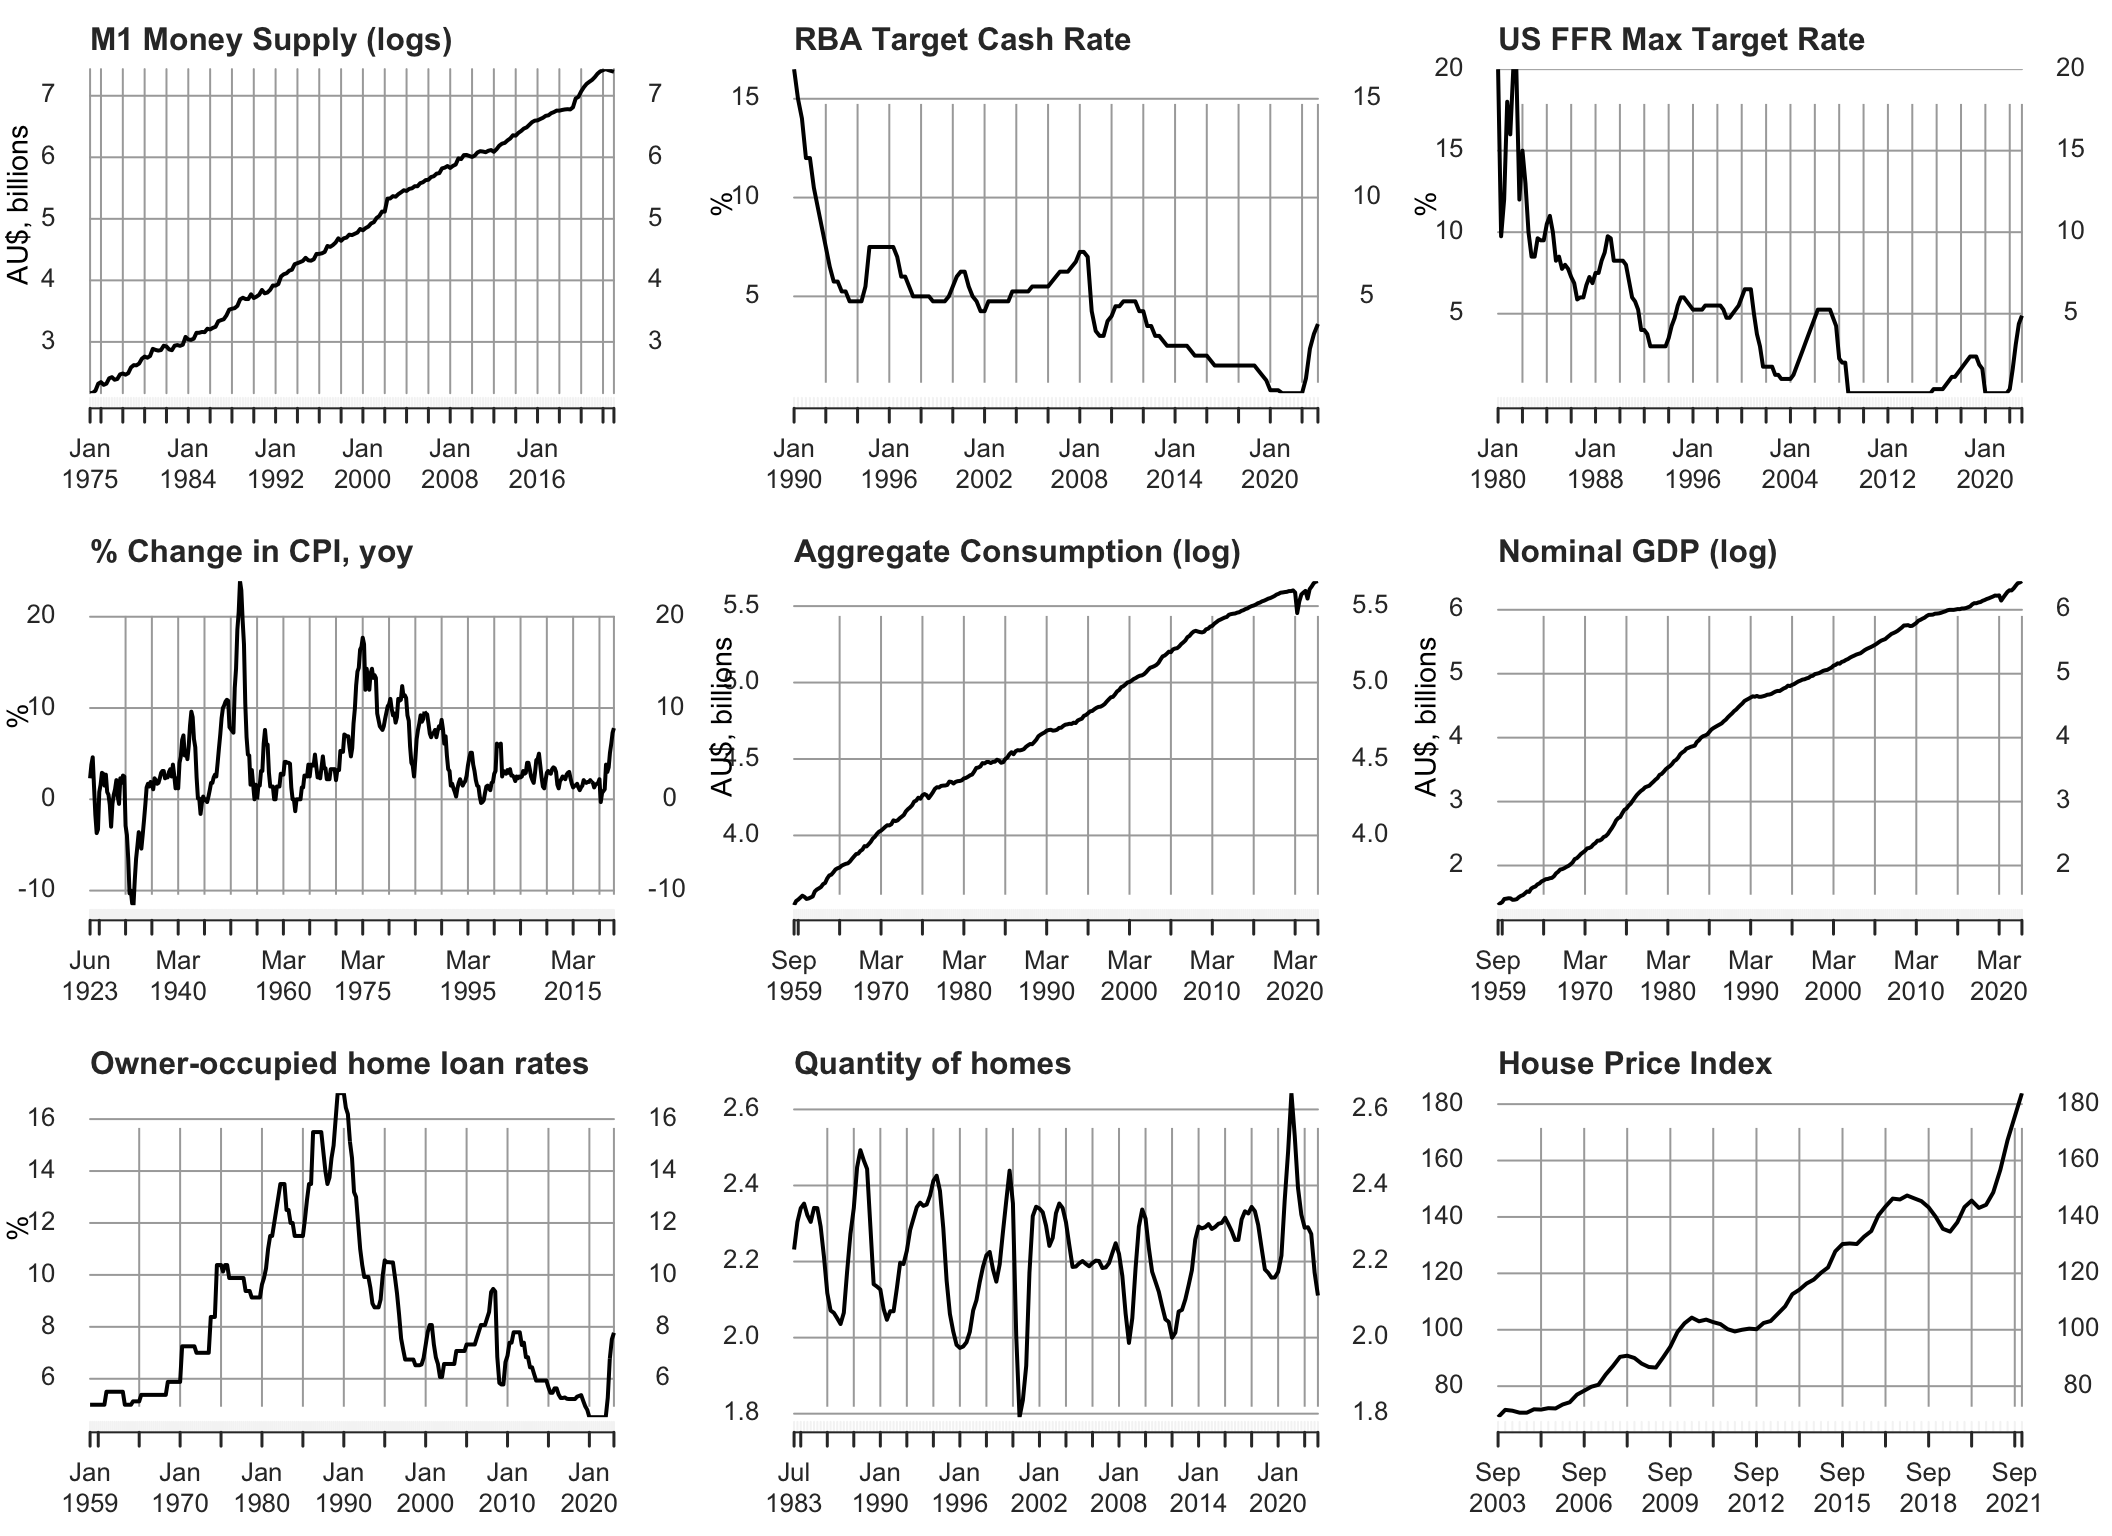 M1 Money Supply (logs)
RBA Target Cash Rate
US FFR Max Target Rate
AU$, billions
7
6
5
4
3
7
6
5
4
3
%
15
10
5
15
10
5
%
20
15
10
5
20
15
10
5
Jan Jan Jan Jan Jan Jan
1975 1984 1992 2000 2008 2016
Jan Jan Jan Jan Jan Jan
1990 1996 2002 2008 2014 2020
Jan Jan Jan Jan Jan Jan
1980 1988 1996 2004 2012 2020
% Change in CPI, yoy
Aggregate Consumption (log)
Nominal GDP (log)
%
20
10
0
-10
20
10
0
-10
AU$, billions
5.5
5.0
4.5
4.0
5.5
5.0
4.5
4.0
AU$, billions
6
5
4
3
2
6
5
4
3
2
Jun Mar Mar Mar Mar Mar
1923 1940 1960 1975 1995 2015
Sep Mar Mar Mar Mar Mar Mar
1959 1970 1980 1990 2000 2010 2020
Sep Mar Mar Mar Mar Mar Mar
1959 1970 1980 1990 2000 2010 2020
Owner-occupied home loan rates
Quantity of homes
House Price Index
%
16
14
12
10
8
6
16
14
12
10
8
6
2.6
2.4
2.2
2.0
1.8
2.6
2.4
2.2
2.0
1.8
180
160
140
120
100
80
180
160
140
120
100
80
Jan Jan Jan Jan Jan Jan Jan
1959 1970 1980 1990 2000 2010 2020
Jul Jan Jan Jan Jan Jan Jan
1983 1990 1996 2002 2008 2014 2020
Sep Sep Sep Sep Sep Sep Sep
2003 2006 2009 2012 2015 2018 2021